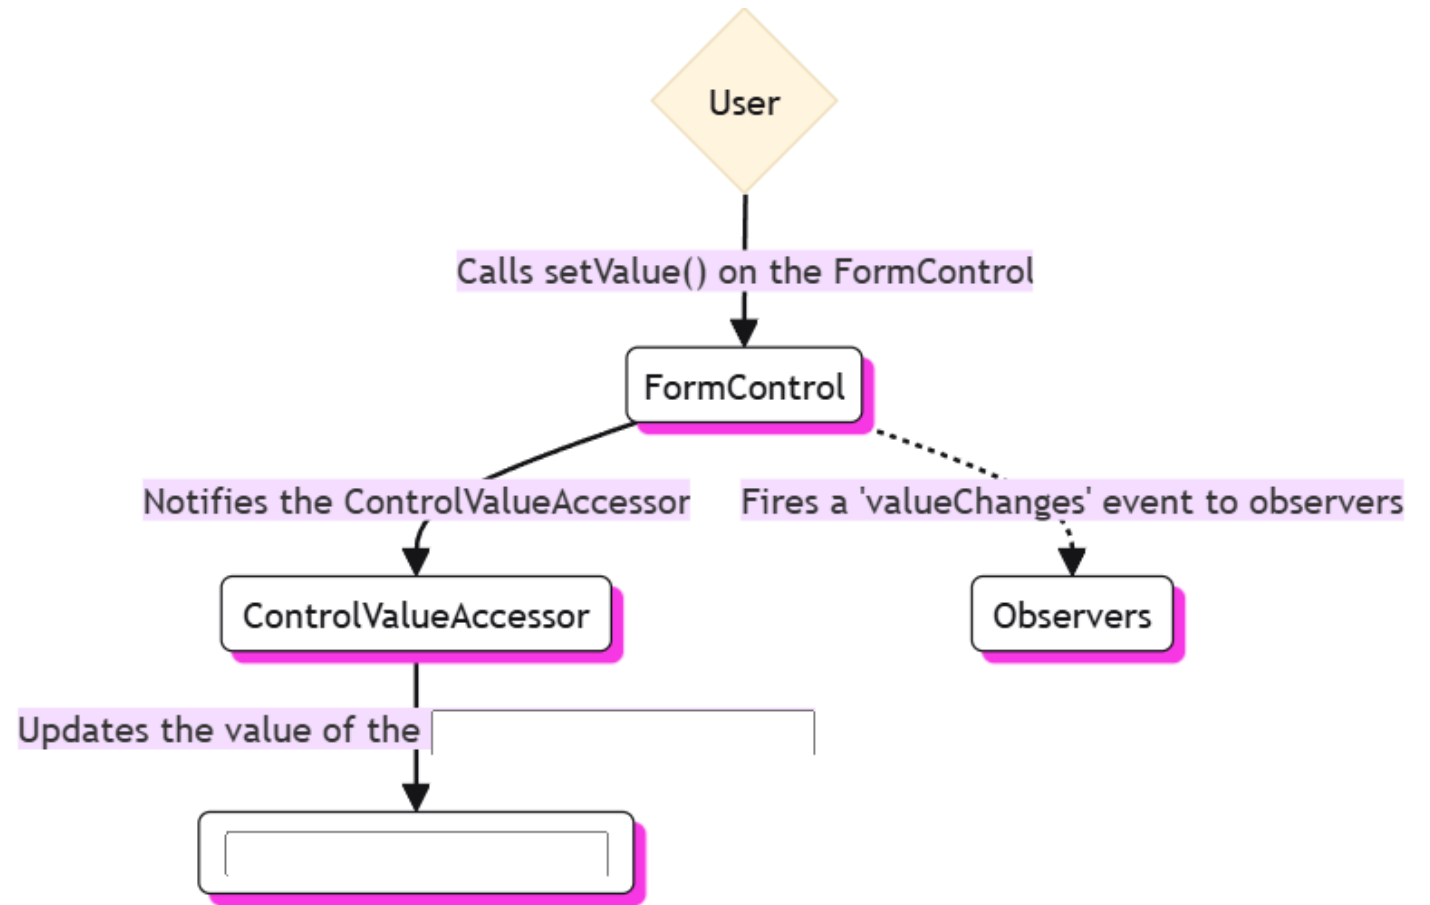 User
Calls setValue() on the FormControl
FormControl
Notifies the ControlValueAccessor
Fires a 'valueChanges' event to observers
ControlValueAccessor
Observers
Updates the value of the